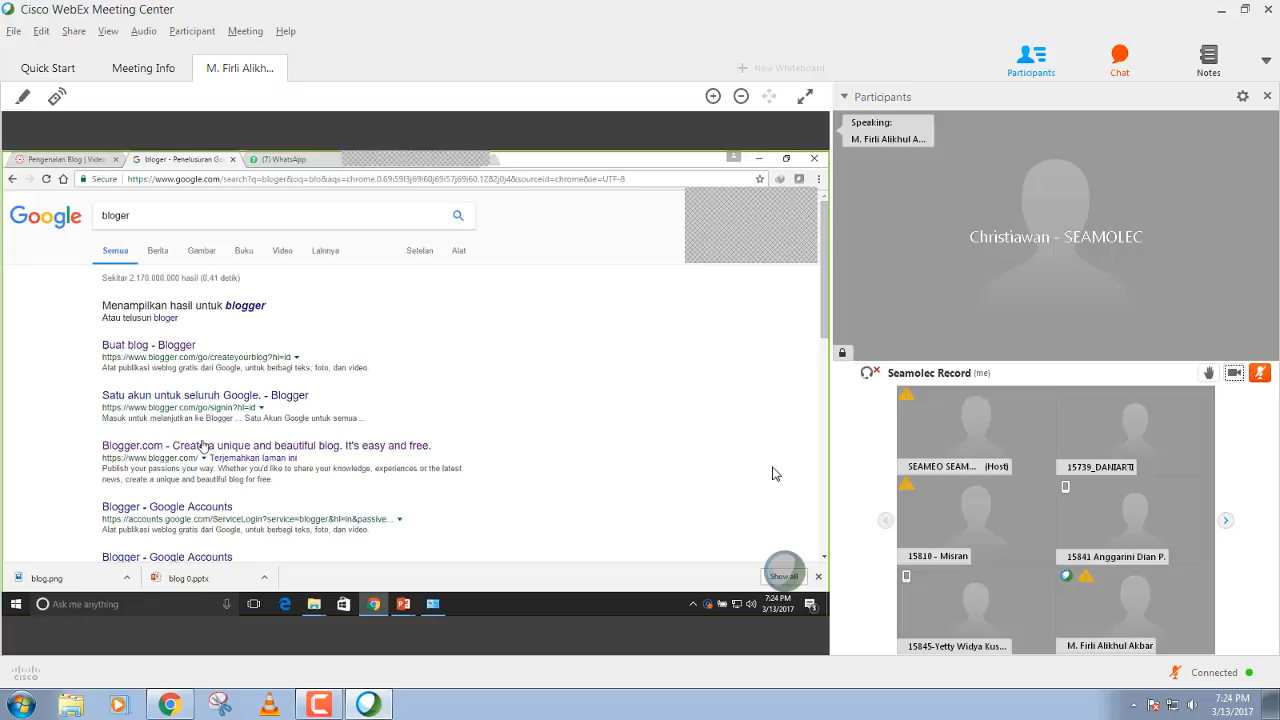 Cisco WebEx Meeting Center
File Edit Share View Audio Participant Meeting Help
Quick Start Meeting Info M. Firli Alikh...
New Whiteboard
Participants Chat Notes
Participants
Speaking:
M. Firli Alikhul A...
Christiawan - SEAMOLEC
Pengenalan Blog | Video
bloger - Penelusuran Go
(7) WhatsApp
Secure https://www.google.com/search?q=bloger&oq=blo&aqs=chrome.0.69i59l3j69i60j69i57j69i60.1282j0j4&sourceid=chrome&ie=UTF-8
Google bloger
Semua Berita Gambar Buku Video Lainnya Setelan Alat
Sekitar 2.170.000.000 hasil (0,41 detik)
Menampilkan hasil untuk blogger
Atau telusuri bloger
Buat blog - Blogger
https://www.blogger.com/go/createyourblog?hl=id
Alat publikasi weblog gratis dari Google, untuk berbagi teks, foto, dan video.
Satu akun untuk seluruh Google. - Blogger
https://www.blogger.com/go/signin?hl=id
Masuk untuk melanjutkan ke Blogger ... Satu Akun Google untuk semua ...
Blogger.com - Create a unique and beautiful blog. It's easy and free.
https://www.blogger.com/ Terjemahkan laman ini
Publish your passions your way. Whether you'd like to share your knowledge, experiences or the latest
news, create a unique and beautiful blog for free.
Blogger - Google Accounts
https://accounts.google.com/ServiceLogin?service=blogger&hl=in&passive...
Alat publikasi weblog gratis dari Google, untuk berbagi teks, foto, dan video.
Blogger - Google Accounts
blog.png
blog 0.pptx
Show all
Ask me anything
7:24 PM
3/13/2017
Seamolec Record (me)
SEAMEO SEAM... (Host)
15739_DANIARTI
15810 - Misran
15841 Anggarini Dian P.
15845-Yetty Widya Kus...
M. Firli Alikhul Akbar
Connected
7:24 PM
3/13/2017